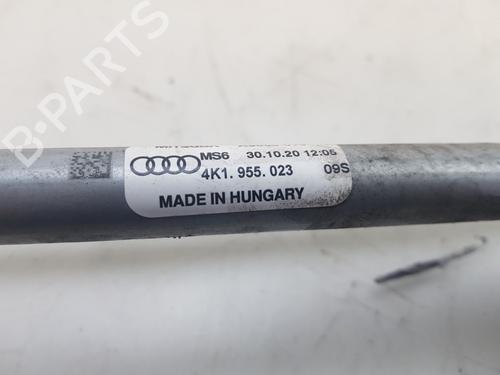 MS6 30.10.20 12:05
4K1.955.023 09S
MADE IN HUNGARY
B-PARTS